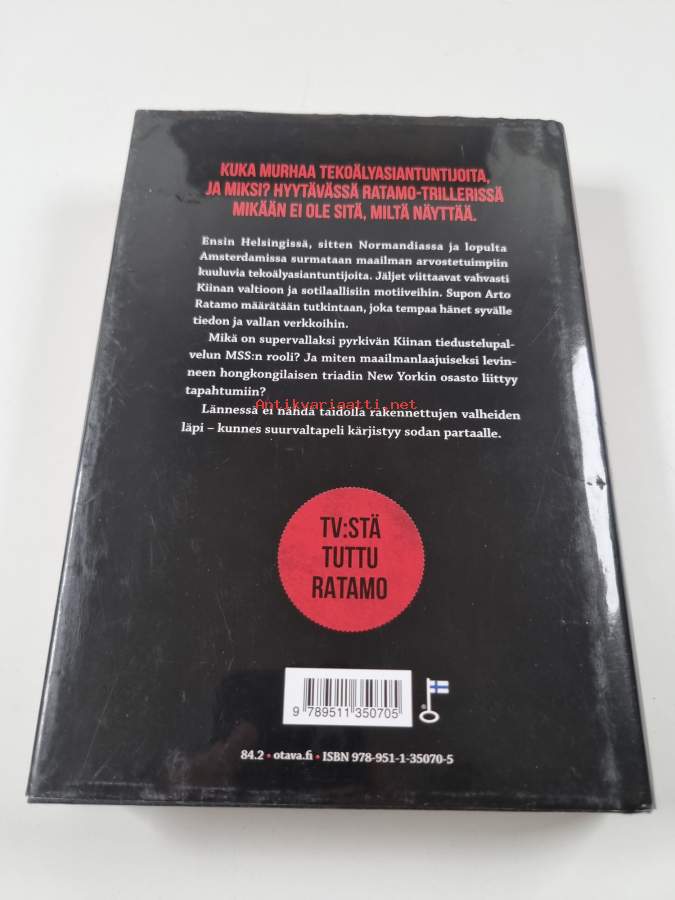 KUKA MURHAA TEKOÄLYASIANTUNTIJOITA,
JA MIKSI? HYYTÄVÄSSÄ RATAMO-TRILLERISSÄ
MIKÄÄN EI OLE SITÄ, MILTÄ NÄYTTÄÄ.
Ensin Helsingissä, sitten Normandiassa ja lopulta
Amsterdamissa surmataan maailman arvostetuimpiin
kuuluvia tekoälyasiantuntijoita. Jäljet viittaavat vahvasti
Kiinan valtioon ja sotilaallisiin motiiveihin. Supon Arto
Ratamo määrätään tutkintaan, joka tempaa hänet syvälle
tiedon ja vallan verkkoihin.
Mikä on supervallaksi pyrkivän Kiinan tiedustelupal-
velun MSS:n rooli? Ja miten maailmanlaajuiseksi levin-
neen hongkongilaisen triadin New Yorkin osasto liittyy
tapahtumiin?
Antikvariaatti.net
Lännessä ei nähdä taidolla rakennettujen valheiden
läpi – kunnes suurvaltapeli kärjistyy sodan partaalle.
TV:STÄ
TUTTU
RATAMO
9 789511 350705
84.2 • otava.fi • ISBN 978-951-1-35070-5